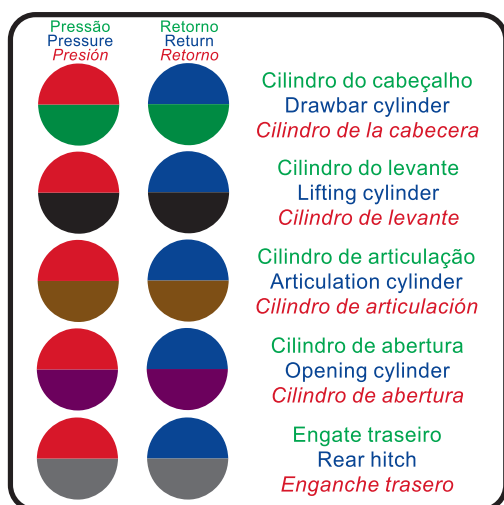 Pressão
Pressure
Presión
Retorno
Return
Retorno
Cilindro do cabeçalho
Drawbar cylinder
Cilindro de la cabecera
Cilindro do levante
Lifting cylinder
Cilindro de levante
Cilindro de articulação
Articulation cylinder
Cilindro de articulación
Cilindro de abertura
Opening cylinder
Cilindro de abertura
Engate traseiro
Rear hitch
Enganche trasero